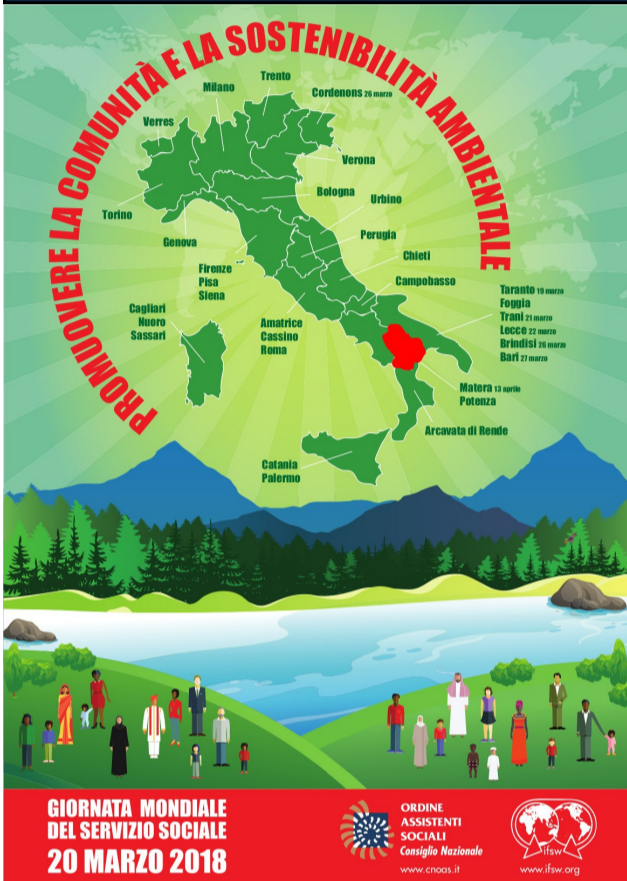 PROMUOVERE LA COMUNITÀ E LA SOSTENIBILITÀ AMBIENTALE
Trento
Milano
Cordenons 26 marzo
Verres
Verona
Bologna
Urbino
Torino
Perugia
Genova
Chieti
Firenze
Pisa
Siena
Campobasso
Taranto 19 marzo
Foggia
Trani 21 marzo
Lecce 22 marzo
Brindisi 26 marzo
Bari 27 marzo
Cagliari
Nuoro
Sassari
Amatrice
Cassino
Roma
Matera 13 aprile
Potenza
Arcavata di Rende
Catania
Palermo
GIORNATA MONDIALE
DEL SERVIZIO SOCIALE
20 MARZO 2018
ORDINE
ASSISTENTI
SOCIALI
Consiglio Nazionale
www.cnoas.it
ifsw
www.ifsw.org